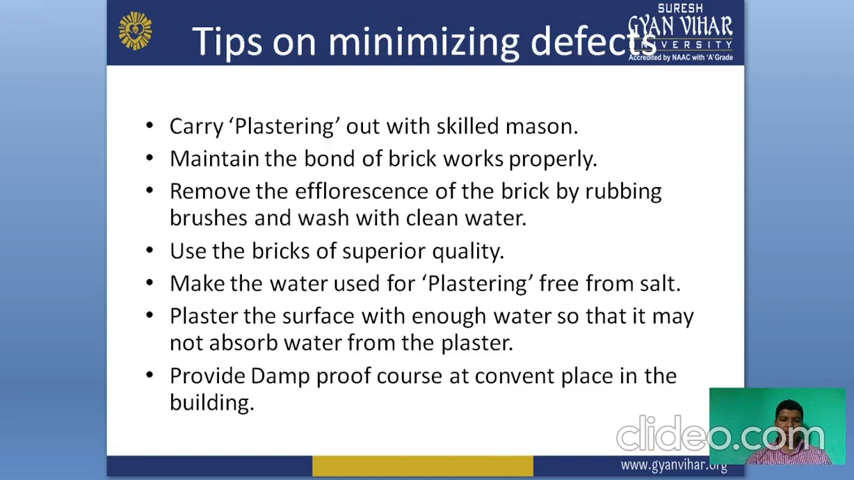 SURESH
GYAN VIHAR
UNIVERSITY
Accredited by NAAC with 'A' Grade
Tips on minimizing defects
• Carry ‘Plastering’ out with skilled mason.
• Maintain the bond of brick works properly.
• Remove the efflorescence of the brick by rubbing
brushes and wash with clean water.
• Use the bricks of superior quality.
• Make the water used for ‘Plastering’ free from salt.
• Plaster the surface with enough water so that it may
not absorb water from the plaster.
• Provide Damp proof course at convent place in the
building.
clideo.com
www.gyanvihar.org